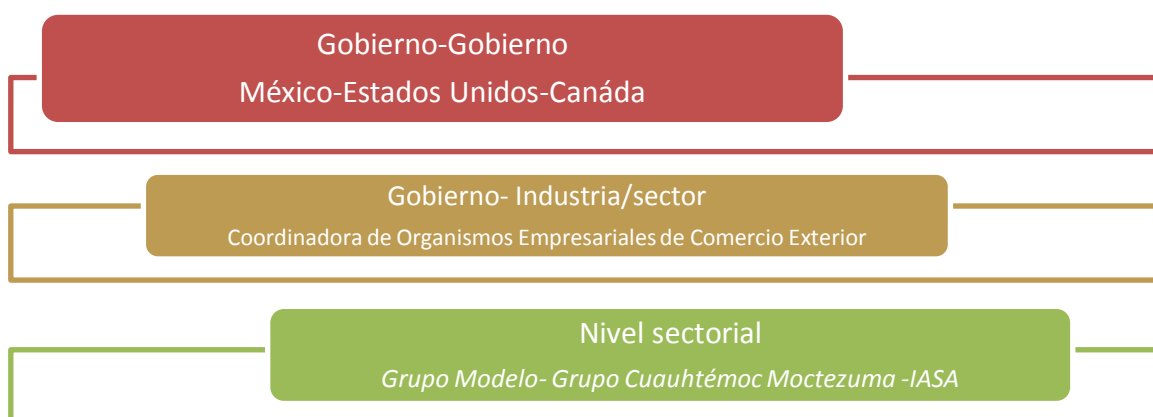 Gobierno-Gobierno
México-Estados Unidos-Canáda
Gobierno- Industria/sector
Coordinadora de Organismos Empresariales de Comercio Exterior
Nivel sectorial
Grupo Modelo- Grupo Cuauhtémoc Moctezuma -IASA